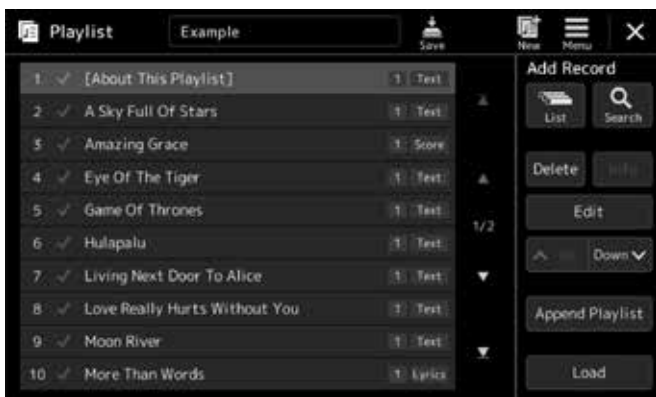 Playlist Example Save New Menu
Add Record
1 [About This Playlist] 1 Text
2 A Sky Full Of Stars 1 Text
3 Amazing Grace 1 Score
4 Eye Of The Tiger 1 Text
5 Game Of Thrones 1 Text
6 Hulapalu 1 Text
7 Living Next Door To Alice 1 Text
8 Love Really Hurts Without You 1 Text
9 Moon River 1 Text
10 More Than Words 1 Lyrics
1/2
List Search
Delete Info
Edit
Down
Append Playlist
Load